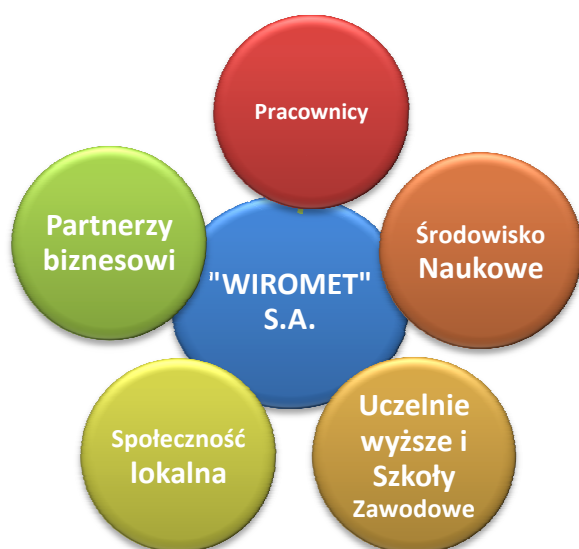 Pracownicy
Partnerzy
biznesowi
Środowisko
Naukowe
"WIROMET"
S.A.
Społeczność
lokalna
Uczelnie
wyższe i
Szkoły
Zawodowe